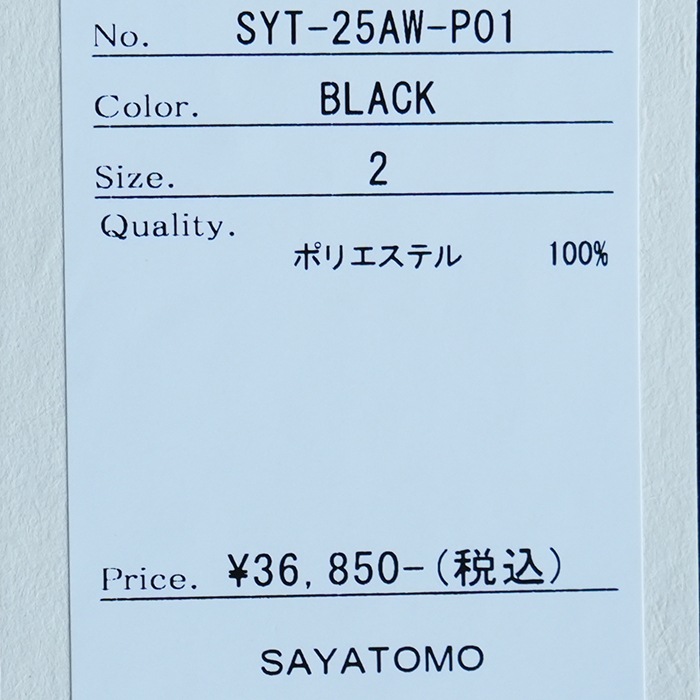 No. SYT-25AW-P01
Color. BLACK
Size. 2
Quality.
ポリエステル 100%
Price. ¥36,850-(税込)
SAYATOMO